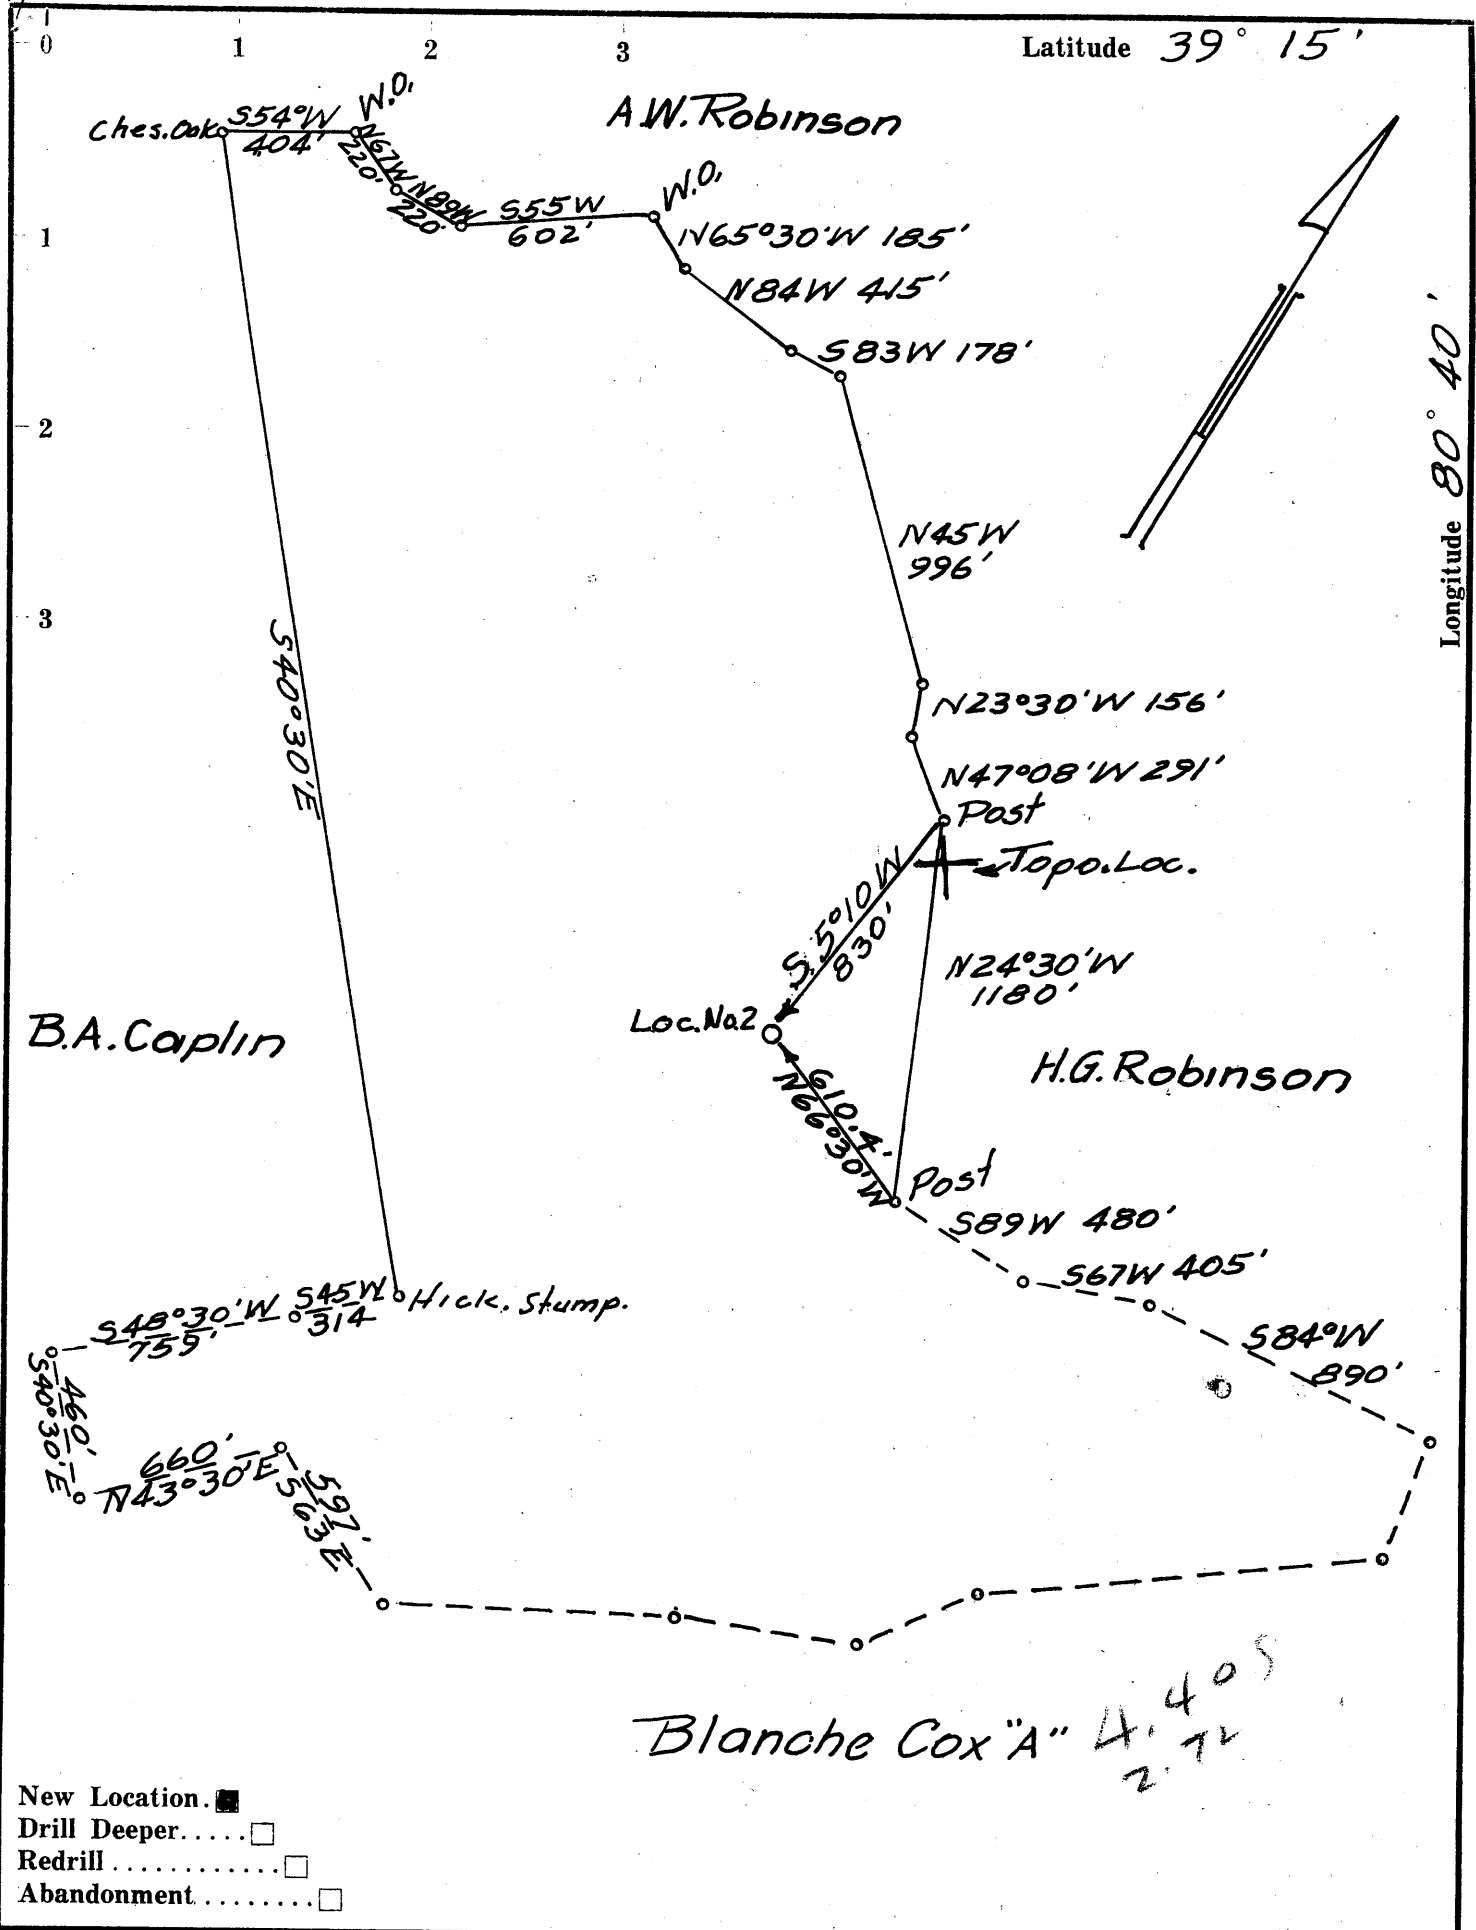 0 1 2 3
Latitude 39° 15'
Ches. Oak
S54°W
404'
W.O.
N67W
220'
N89W
220'
S55W
602'
W.O.
A.W. Robinson
N65°30'W 185'
N84W 415'
S83W 178'
1
2
3
Longitude 80° 40'
N45W
996'
N23°30'W 156'
N47°08'W 291'
Post
Topo. Loc.
S40°30'E
S. 5°10 W
830'
N24°30'W
1180'
Loc. No.2
B.A. Caplin
H.G. Robinson
610.4'
N66°30'W
Post
S89W 480'
S67W 405'
S84°W
890'
Hick. Stump.
S45W
314
S48°30'W
759'
460'
S40°30'E
660'
N43°30'E
597'
S63E
Blanche Cox "A"
4.405
2.72
New Location. ■
Drill Deeper.....□
Redrill............□
Abandonment.........□